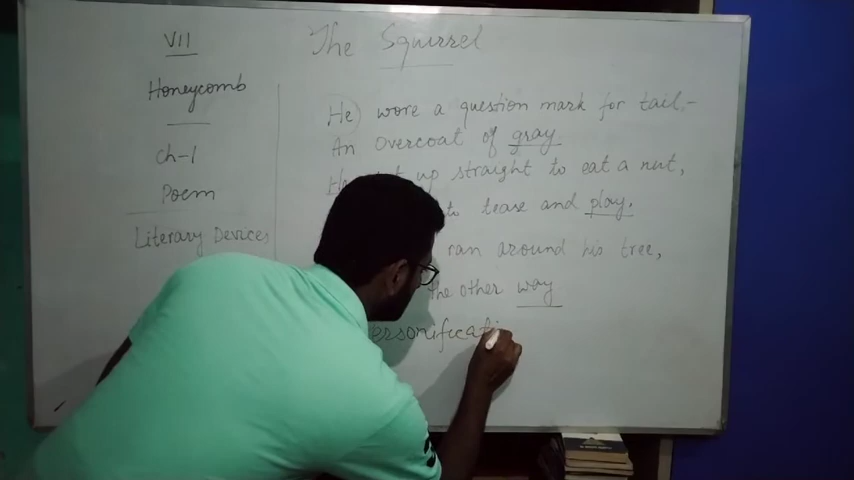 VII
Honeycomb
Ch-1
Poem
Literary Devices
The Squirrel
He wore a question mark for tail,-
An overcoat of gray
up straight to eat a nut,
to tease and play.
ran around his tree,
the other way